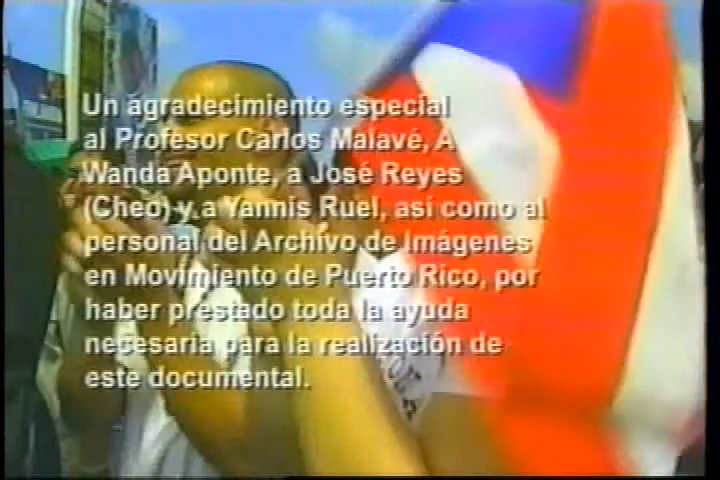 Un agradecimiento especial
al Profesor Carlos Malavé, A
Wanda Aponte, a José Reyes
(Cheo) y a Yannis Ruel, así como al
personal del Archivo de Imágenes
en Movimiento de Puerto Rico, por
haber prestado toda la ayuda
necesaria para la realización de
este documental.